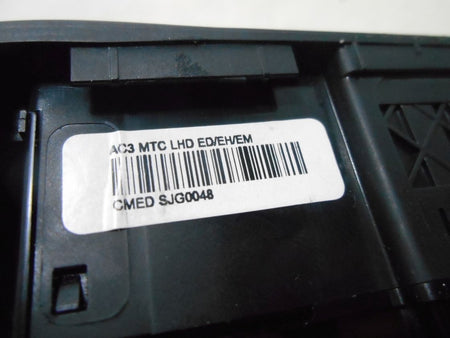 AC3 MTC LHD ED/EH/EM
CMED SJG0048